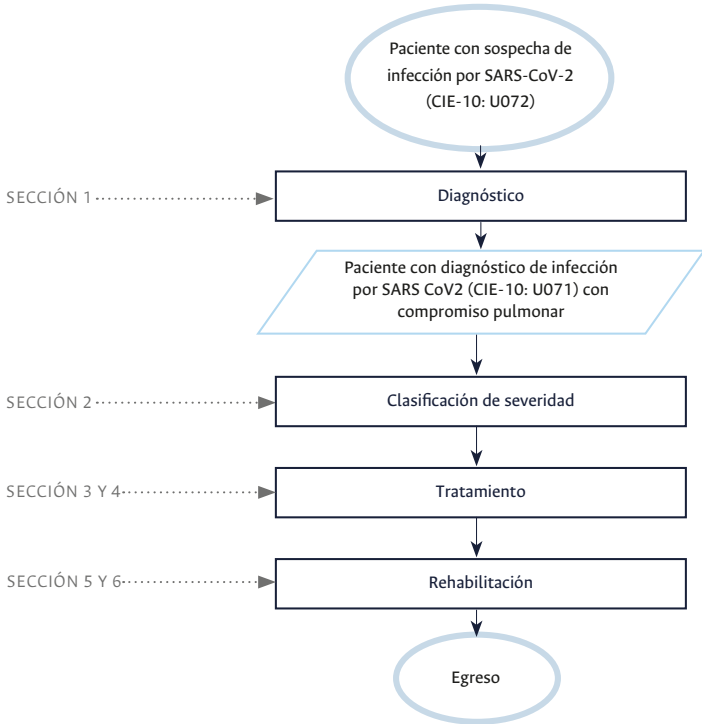 Paciente con sospecha de
infección por SARS-CoV-2
(CIE-10: U072)
SECCIÓN 1
Diagnóstico
Paciente con diagnóstico de infección
por SARS CoV2 (CIE-10: U071) con
compromiso pulmonar
SECCIÓN 2
Clasificación de severidad
SECCIÓN 3 Y 4
Tratamiento
SECCIÓN 5 Y 6
Rehabilitación
Egreso